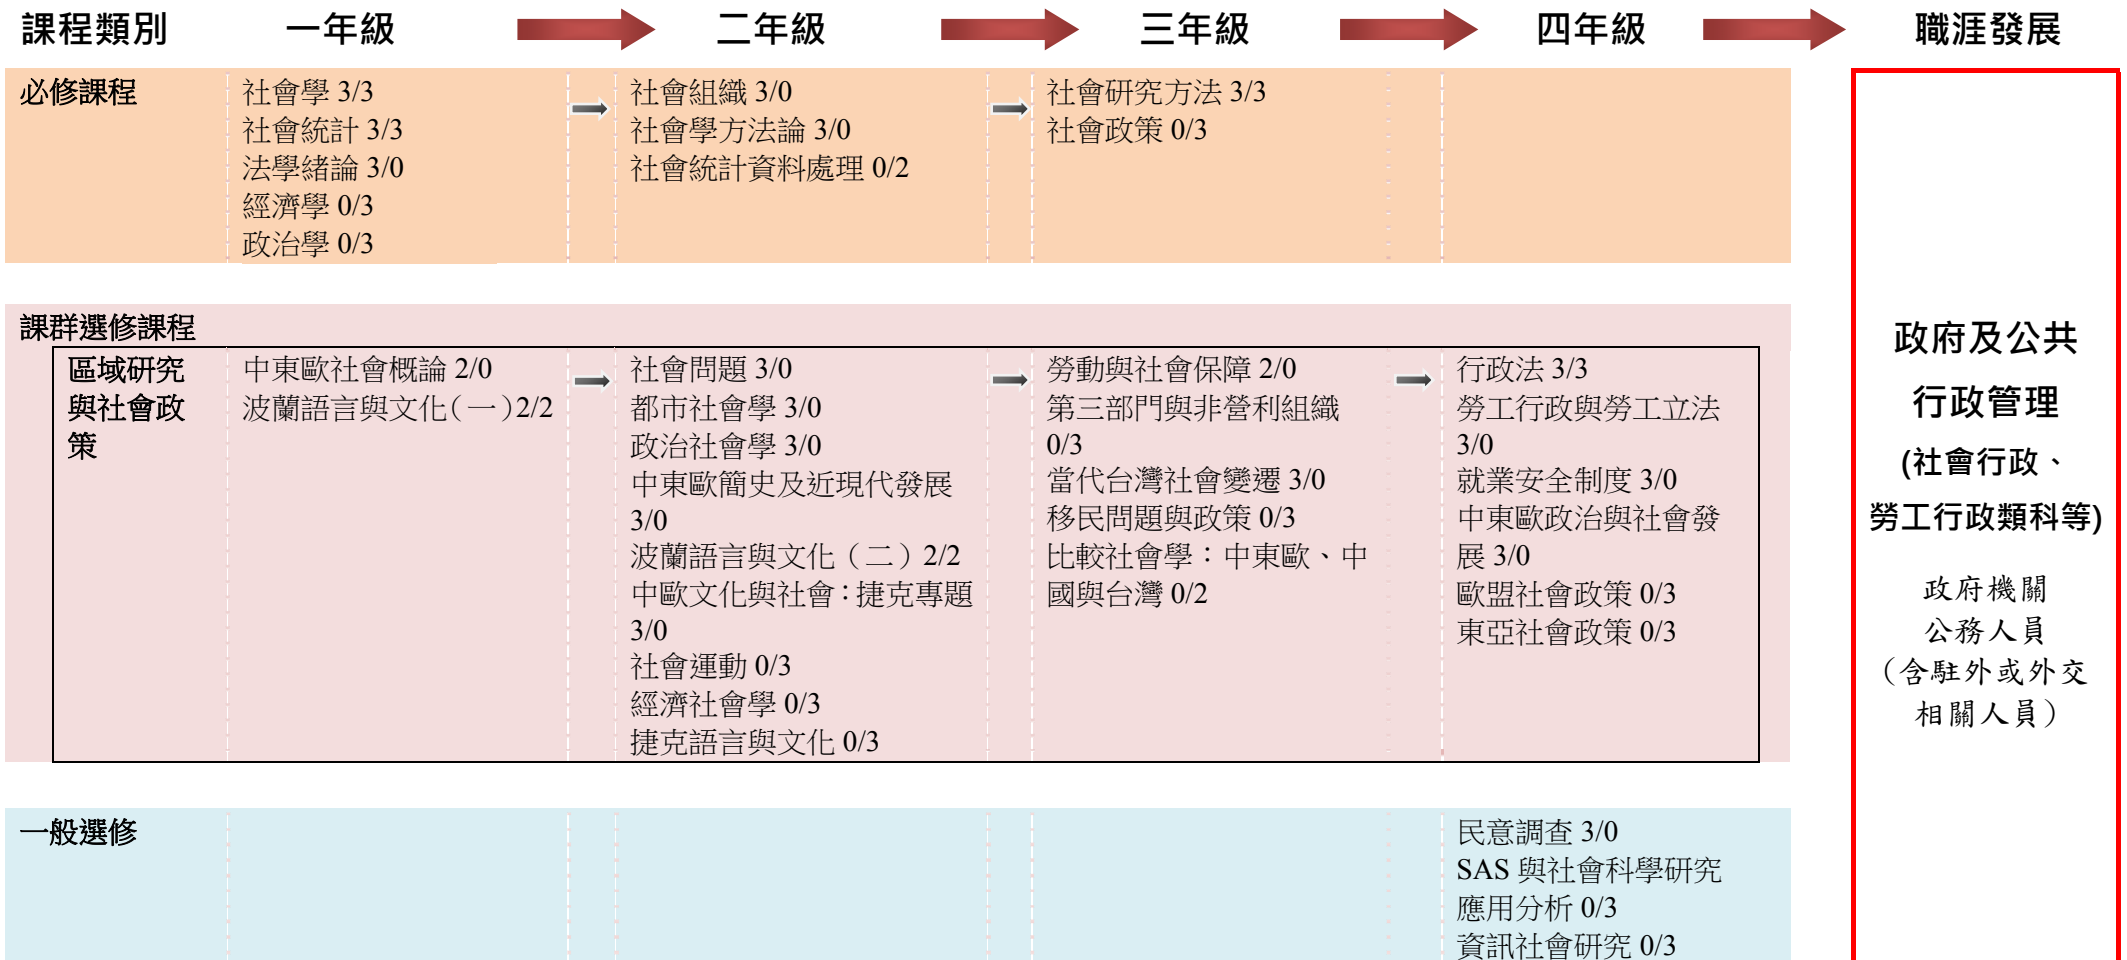 課程類別 一年級 二年級 三年級 四年級 職涯發展
必修課程
社會學 3/3
社會統計 3/3
法學緒論 3/0
經濟學 0/3
政治學 0/3
社會組織 3/0
社會學方法論 3/0
社會統計資料處理 0/2
社會研究方法 3/3
社會政策 0/3
課群選修課程
區域研究
與社會政
策
中東歐社會概論 2/0
波蘭語言與文化(一)2/2
社會問題 3/0
都市社會學 3/0
政治社會學 3/0
中東歐簡史及近現代發展
3/0
波蘭語言與文化（二）2/2
中歐文化與社會：捷克專題
3/0
社會運動 0/3
經濟社會學 0/3
捷克語言與文化 0/3
勞動與社會保障 2/0
第三部門與非營利組織
0/3
當代台灣社會變遷 3/0
移民問題與政策 0/3
比較社會學：中東歐、中
國與台灣 0/2
行政法 3/3
勞工行政與勞工立法
3/0
就業安全制度 3/0
中東歐政治與社會發
展 3/0
歐盟社會政策 0/3
東亞社會政策 0/3
一般選修
民意調查 3/0
SAS 與社會科學研究
應用分析 0/3
資訊社會研究 0/3
政府及公共
行政管理
(社會行政、
勞工行政類科等)
政府機關
公務人員
（含駐外或外交
相關人員）